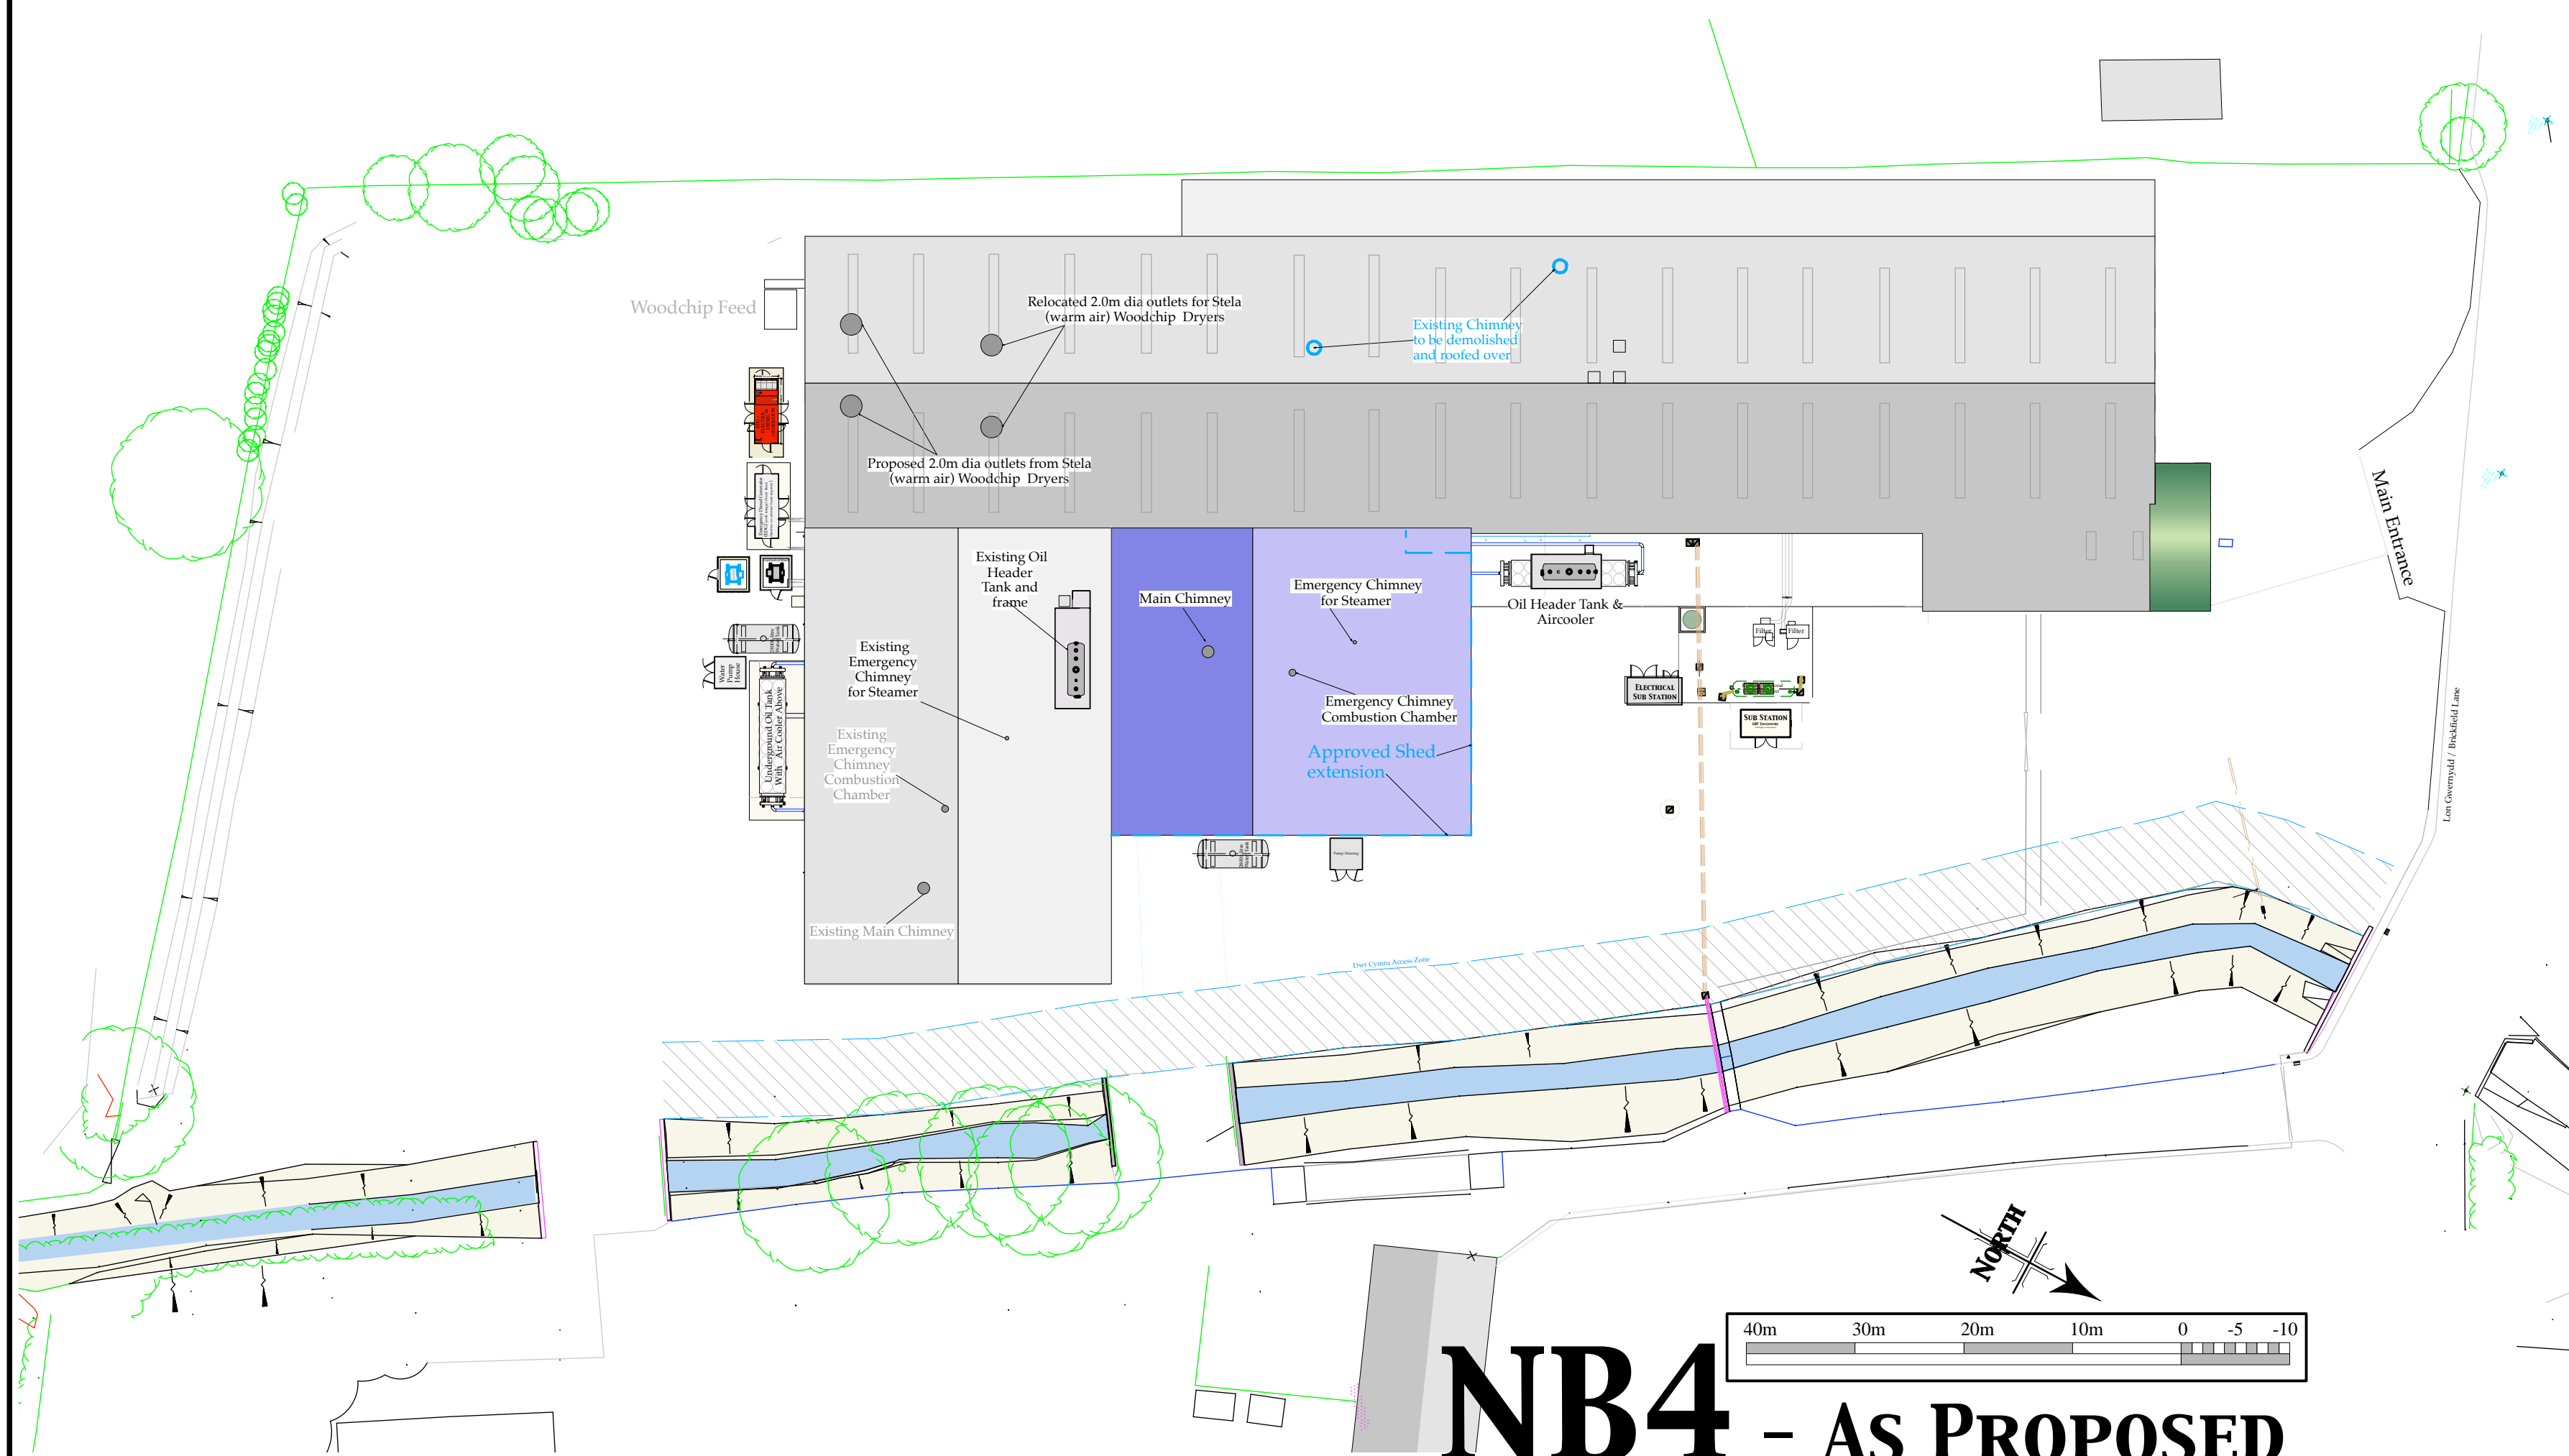 Woodchip Feed
Relocated 2.0m dia outlets for Stela
(warm air) Woodchip Dryers
Existing Chimney
to be demolished
and roofed over
Proposed 2.0m dia outlets from Stela
(warm air) Woodchip Dryers
Main Entrance
Existing Oil
Header
Tank and
frame
Main Chimney
Emergency Chimney
for Steamer
Oil Header Tank &
Aircooler
Filter
Filter
Existing
Emergency
Chimney
for Steamer
Water
Pump
House
Underground Oil Tank
With Air Cooler Above
Electrical
Sub Station
Sub Station
Emergency Chimney
Combustion Chamber
Existing
Emergency
Chimney
Combustion
Chamber
Approved Shed
extension
Lon Gwernydd / Brickfield Lane
Pump Housing
Existing Main Chimney
Dwr Cymru Access Zone
NORTH
40m 30m 20m 10m 0 -5 -10
NB4 - As Proposed